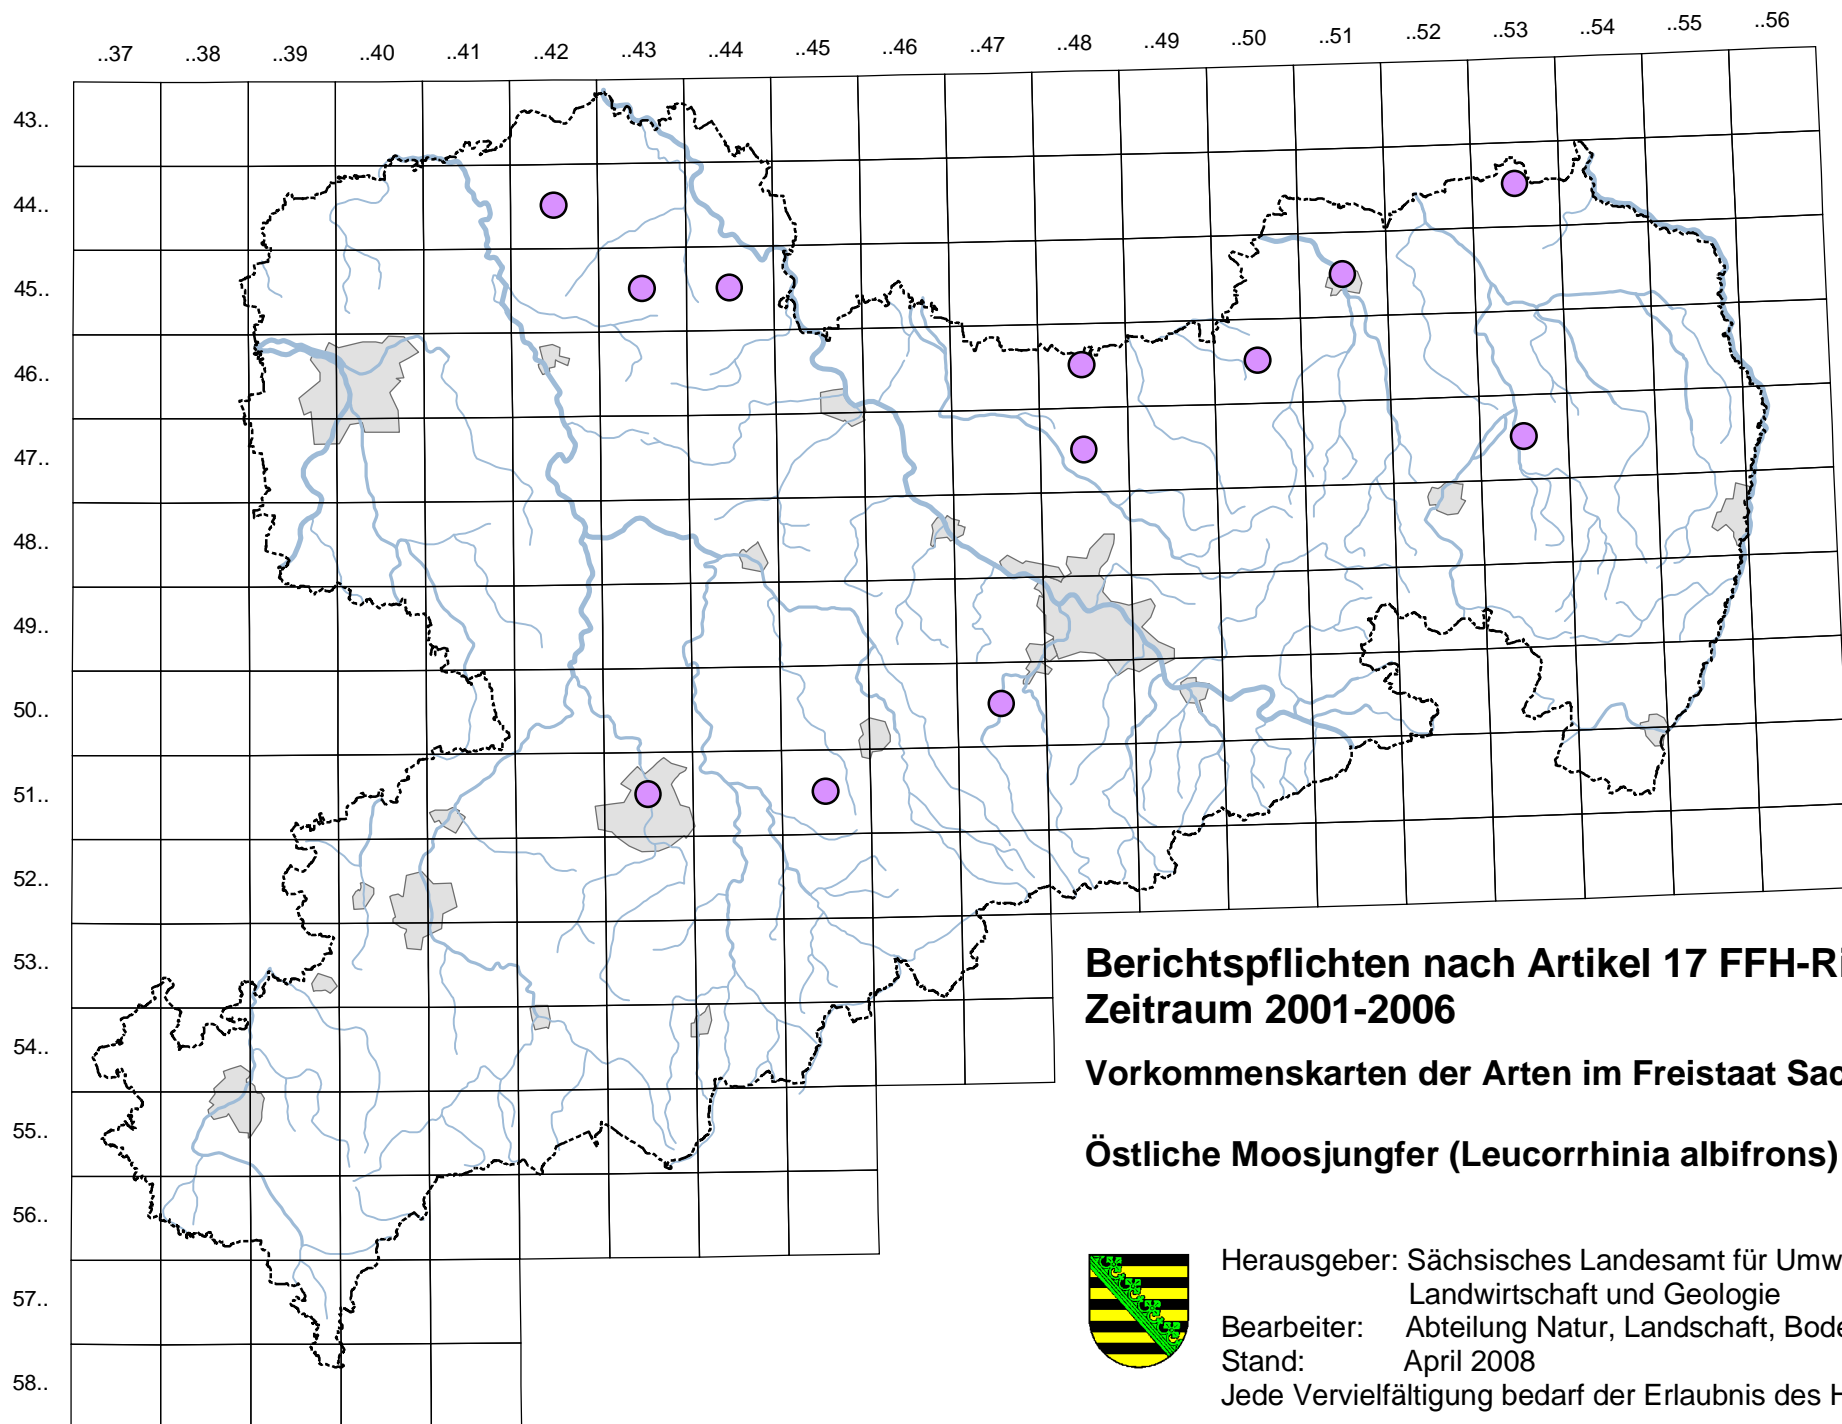 ..37 ..38 ..39 ..40 ..41 ..42 ..43 ..44 ..45 ..46 ..47 ..48 ..49 ..50 ..51 ..52 ..53 ..54 ..55 ..56
43..
44..
45..
46..
47..
48..
49..
50..
51..
52..
53..
54..
55..
56..
57..
58..
Berichtspflichten nach Artikel 17 FFH-Ri
Zeitraum 2001-2006
Vorkommenskarten der Arten im Freistaat Sac
Östliche Moosjungfer (Leucorrhinia albifrons)
Herausgeber: Sächsisches Landesamt für Umw
Landwirtschaft und Geologie
Bearbeiter: Abteilung Natur, Landschaft, Bode
Stand: April 2008
Jede Vervielfältigung bedarf der Erlaubnis des H